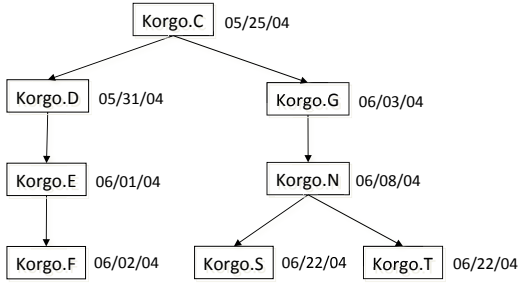 Korgo.C 05/25/04
Korgo.D 05/31/04
Korgo.G 06/03/04
Korgo.E 06/01/04
Korgo.N 06/08/04
Korgo.F 06/02/04
Korgo.S 06/22/04
Korgo.T 06/22/04